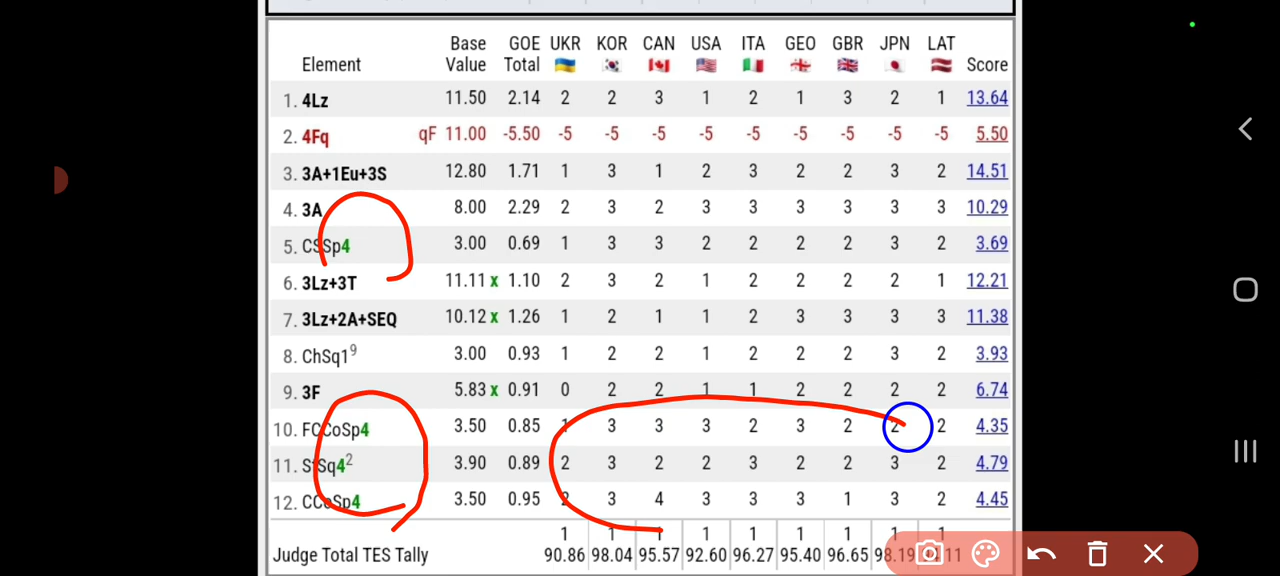 Base GOE UKR KOR CAN USA ITA GEO GBR JPN LAT
Element Value Total Score
1. 4Lz 11.50 2.14 2 2 3 1 2 1 3 2 1 13.64
2. 4Fq qF 11.00 -5.50 -5 -5 -5 -5 -5 -5 -5 -5 -5 5.50
3. 3A+1Eu+3S 12.80 1.71 1 3 1 2 3 2 2 3 2 14.51
4. 3A 8.00 2.29 2 3 2 3 3 3 3 3 3 10.29
5. CSSp4 3.00 0.69 1 3 3 2 2 2 2 3 2 3.69
6. 3Lz+3T 11.11 x 1.10 2 3 2 1 2 2 2 2 1 12.21
7. 3Lz+2A+SEQ 10.12 x 1.26 1 2 1 1 2 3 3 3 3 11.38
8. ChSq1⁹ 3.00 0.93 1 2 2 1 2 2 2 3 2 3.93
9. 3F 5.83 x 0.91 0 2 2 1 1 2 2 2 2 6.74
10. FCCoSp4 3.50 0.85 1 3 3 3 2 3 2 2 2 4.35
11. StSq4² 3.90 0.89 2 3 2 2 3 2 2 3 2 4.79
12. CCoSp4 3.50 0.95 2 3 4 3 3 3 1 3 2 4.45
1 1 1 1 1 1 1 1 1
Judge Total TES Tally 90.86 98.04 95.57 92.60 96.27 95.40 96.65 98.19